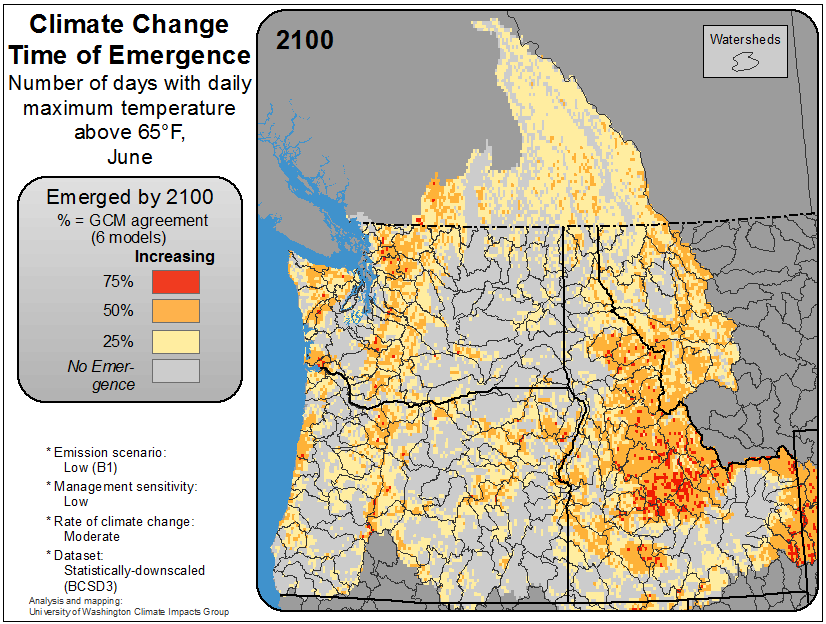 Climate Change
Time of Emergence
Number of days with daily
maximum temperature
above 65°F,
June
Emerged by 2100
% = GCM agreement
(6 models)
Increasing
75%
50%
25%
No Emer-
gence
* Emission scenario:
Low (B1)
* Management sensitivity:
Low
* Rate of climate change:
Moderate
* Dataset:
Statistically-downscaled
(BCSD3)
Analysis and mapping:
University of Washington Climate Impacts Group
2100
Watersheds